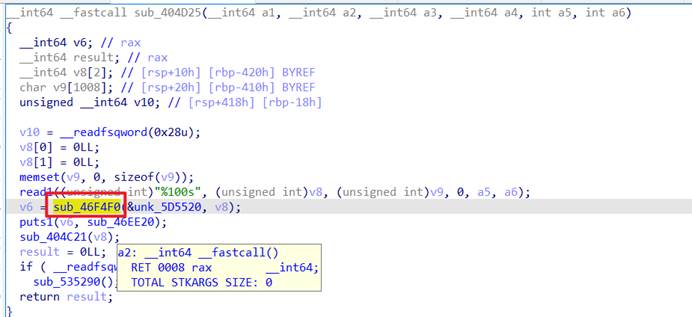 __int64 __fastcall sub_404D25(__int64 a1, __int64 a2, __int64 a3, __int64 a4, int a5, int a6)
{
__int64 v6; // rax
__int64 result; // rax
__int64 v8[2]; // [rsp+10h] [rbp-420h] BYREF
char v9[1008]; // [rsp+20h] [rbp-410h] BYREF
unsigned __int64 v10; // [rsp+418h] [rbp-18h]
v10 = __readfsqword(0x28u);
v8[0] = 0LL;
v8[1] = 0LL;
memset(v9, 0, sizeof(v9));
read1((unsigned int)"%100s", (unsigned int)v8, (unsigned int)v9, 0, a5, a6);
v6 = sub_46F4F0(&unk_5D5520, v8);
puts1(v6, sub_46EE20);
sub_404C21(v8);
result = 0LL;
a2: __int64 __fastcall()
if ( __readfsqw
RET 0008 rax __int64;
sub_535290();
TOTAL STKARGS SIZE: 0
return result;
}